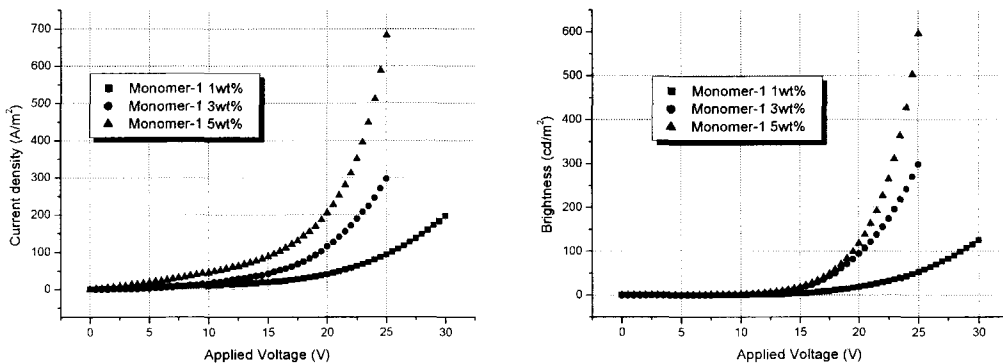 700
600
500
400
300
200
100
0
Current density (A/m²)
Monomer-1 1wt%
Monomer-1 3wt%
Monomer-1 5wt%
0 5 10 15 20 25 30
Applied Voltage (V)
600
500
400
300
200
100
0
Brightness (cd/m²)
Monomer-1 1wt%
Monomer-1 3wt%
Monomer-1 5wt%
0 5 10 15 20 25 30
Applied Voltage (V)